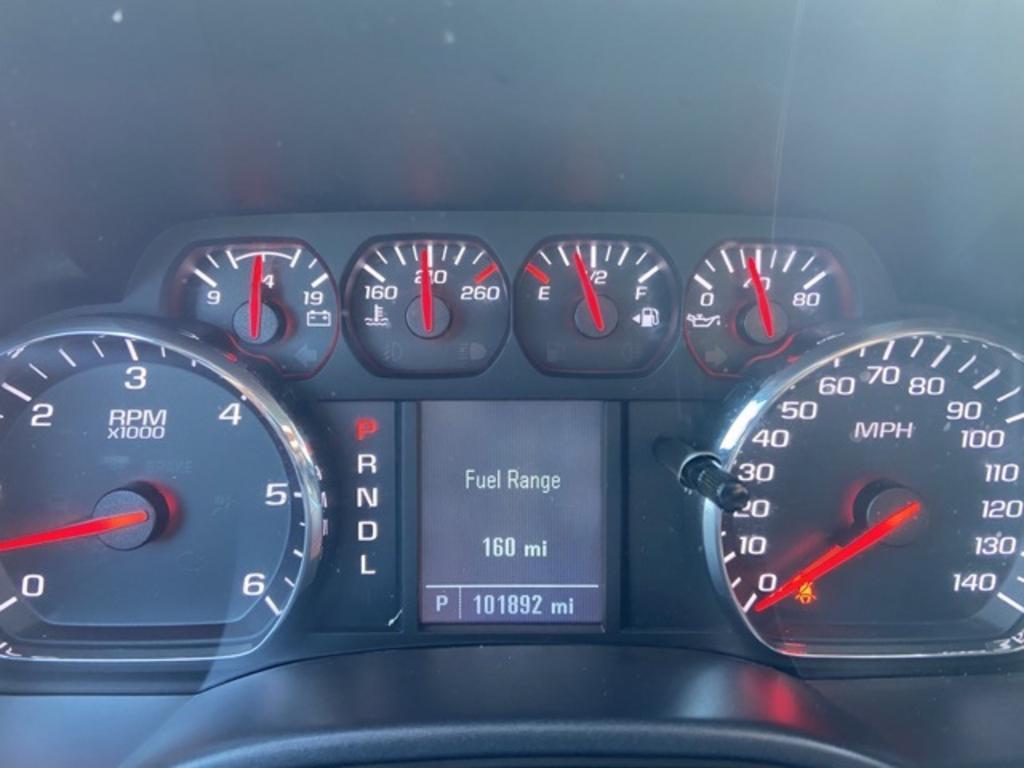 9 14 19
160 210 260
E 1/2 F
0 40 80
0 1 2 3 4 5 6
RPM
x1000
P
R
N
D
L
Fuel Range
160 mi
P 101892 mi
0 10 20 30 40 50 60 70 80 90 100 110 120 130 140
MPH